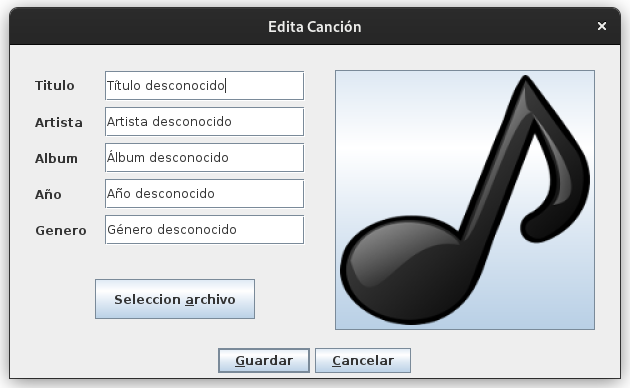 Edita Canción
×
Titulo Título desconocido
Artista Artista desconocido
Album Álbum desconocido
Año Año desconocido
Genero Género desconocido
Seleccion archivo
Guardar Cancelar